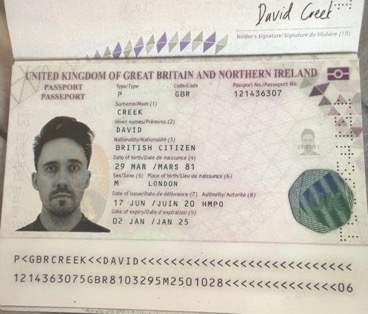 David Creek
Holder's signature/Signature du titulaire (13)
UNITED KINGDOM OF GREAT BRITAIN AND NORTHERN IRELAND
PASSPORT
PASSEPORT
Type/Type Code/Code Passport No./Passeport No.
P GBR 121436307
Surname/Nom (1)
CREEK
Given names/Prénoms (2)
DAVID
Nationality/Nationalité (3)
BRITISH CITIZEN
Date of birth/Date de naissance (4)
29 MAR /MARS 81
Sex/Sexe (5) Place of birth/Lieu de naissance (6)
M LONDON
Date of issue/Date de délivrance (7) Authority/Autorité (8)
17 JUN /JUIN 20 HMPO
Date of expiry/Date d'expiration (9)
02 JAN /JAN 25
P<GBRCREEK<<DAVID<<<<<<<<<<<<<<<<<<<<<<<<<<<
1214363075GBR8103295M2501028<<<<<<<<<<<<<<06